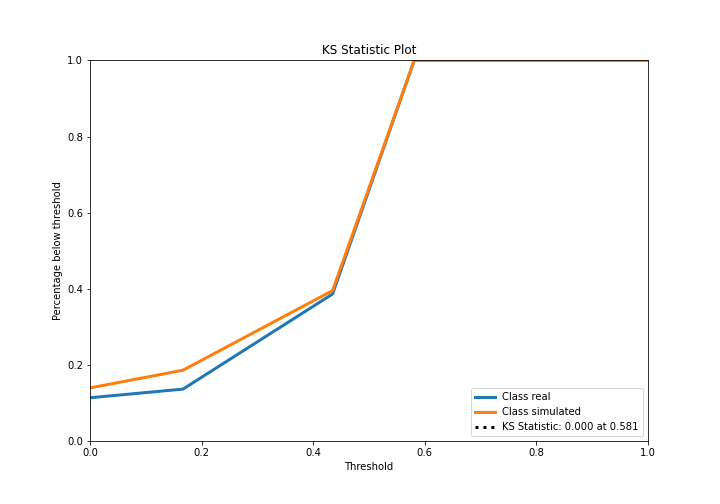 KS Statistic Plot
1.0
0.8
0.6
0.4
0.2
0.0
Percentage below threshold
0.0 0.2 0.4 0.6 0.8 1.0
Threshold
Class real
Class simulated
KS Statistic: 0.000 at 0.581